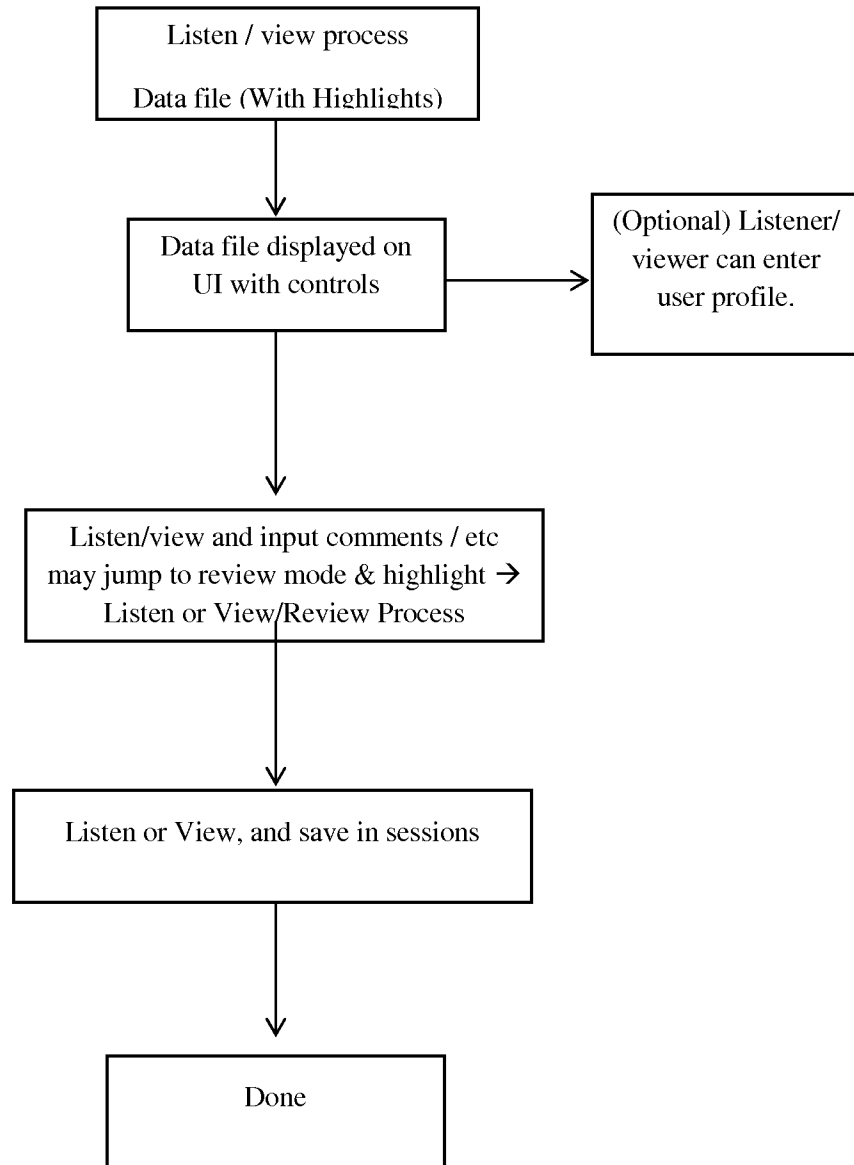 Listen / view process
Data file (With Highlights)
Data file displayed on
UI with controls
(Optional) Listener/
viewer can enter
user profile.
Listen/view and input comments / etc
may jump to review mode & highlight →
Listen or View/Review Process
Listen or View, and save in sessions
Done